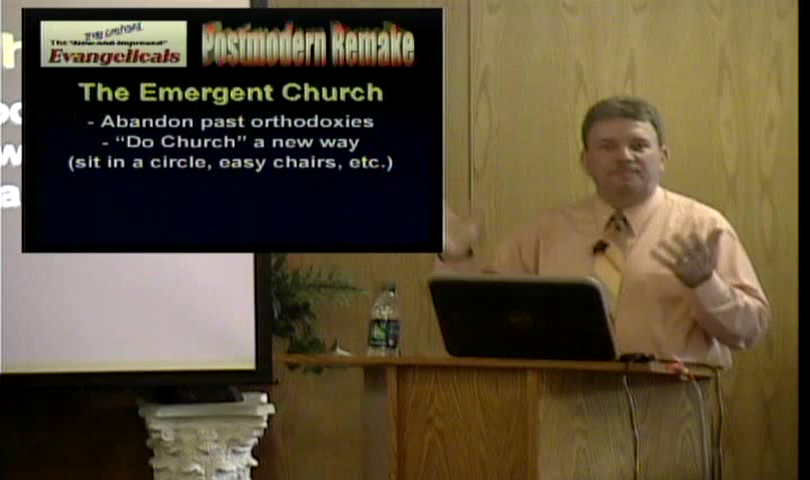 The "New-and-Improved"
Evangelicals
Postmodern Remake
The Emergent Church
- Abandon past orthodoxies
- "Do Church" a new way
(sit in a circle, easy chairs, etc.)